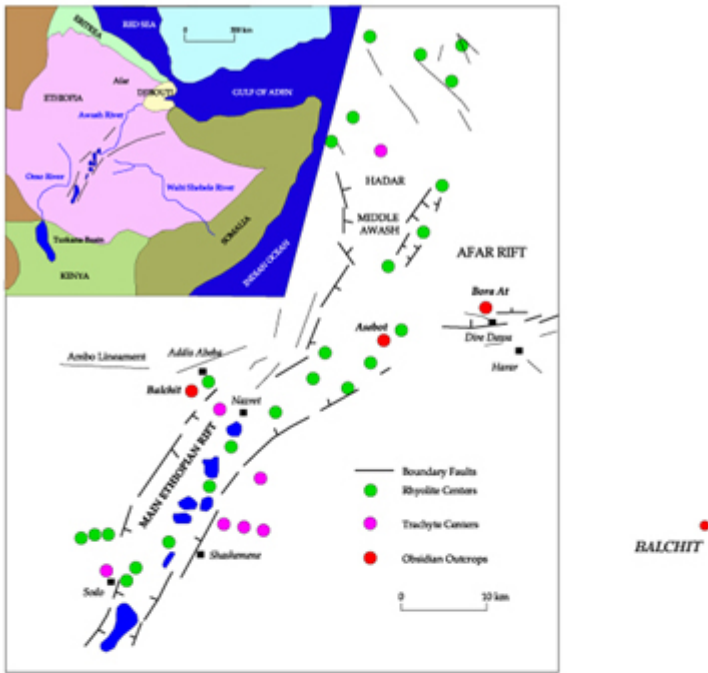 RED SEA
0 300 km
ERITREA
Afar
DJIBOUTI
ETHIOPIA
GULF OF ADEN
Awash River
Omo River
Wabi Shebele River
SOMALIA
Turkana Basin
INDIAN OCEAN
KENYA
HADAR
MIDDLE
AWASH
AFAR RIFT
Bora At
Dire Dawa
Asebot
Harer
Ambo Lineament
Addis Ababa
Balchit
Nazret
MAIN ETHIOPIAN RIFT
Boundary Faults
Rhyolite Centers
Trachyte Centers
Obsidian Outcrops
Shashemene
Sodo
0 10 km
BALCHIT